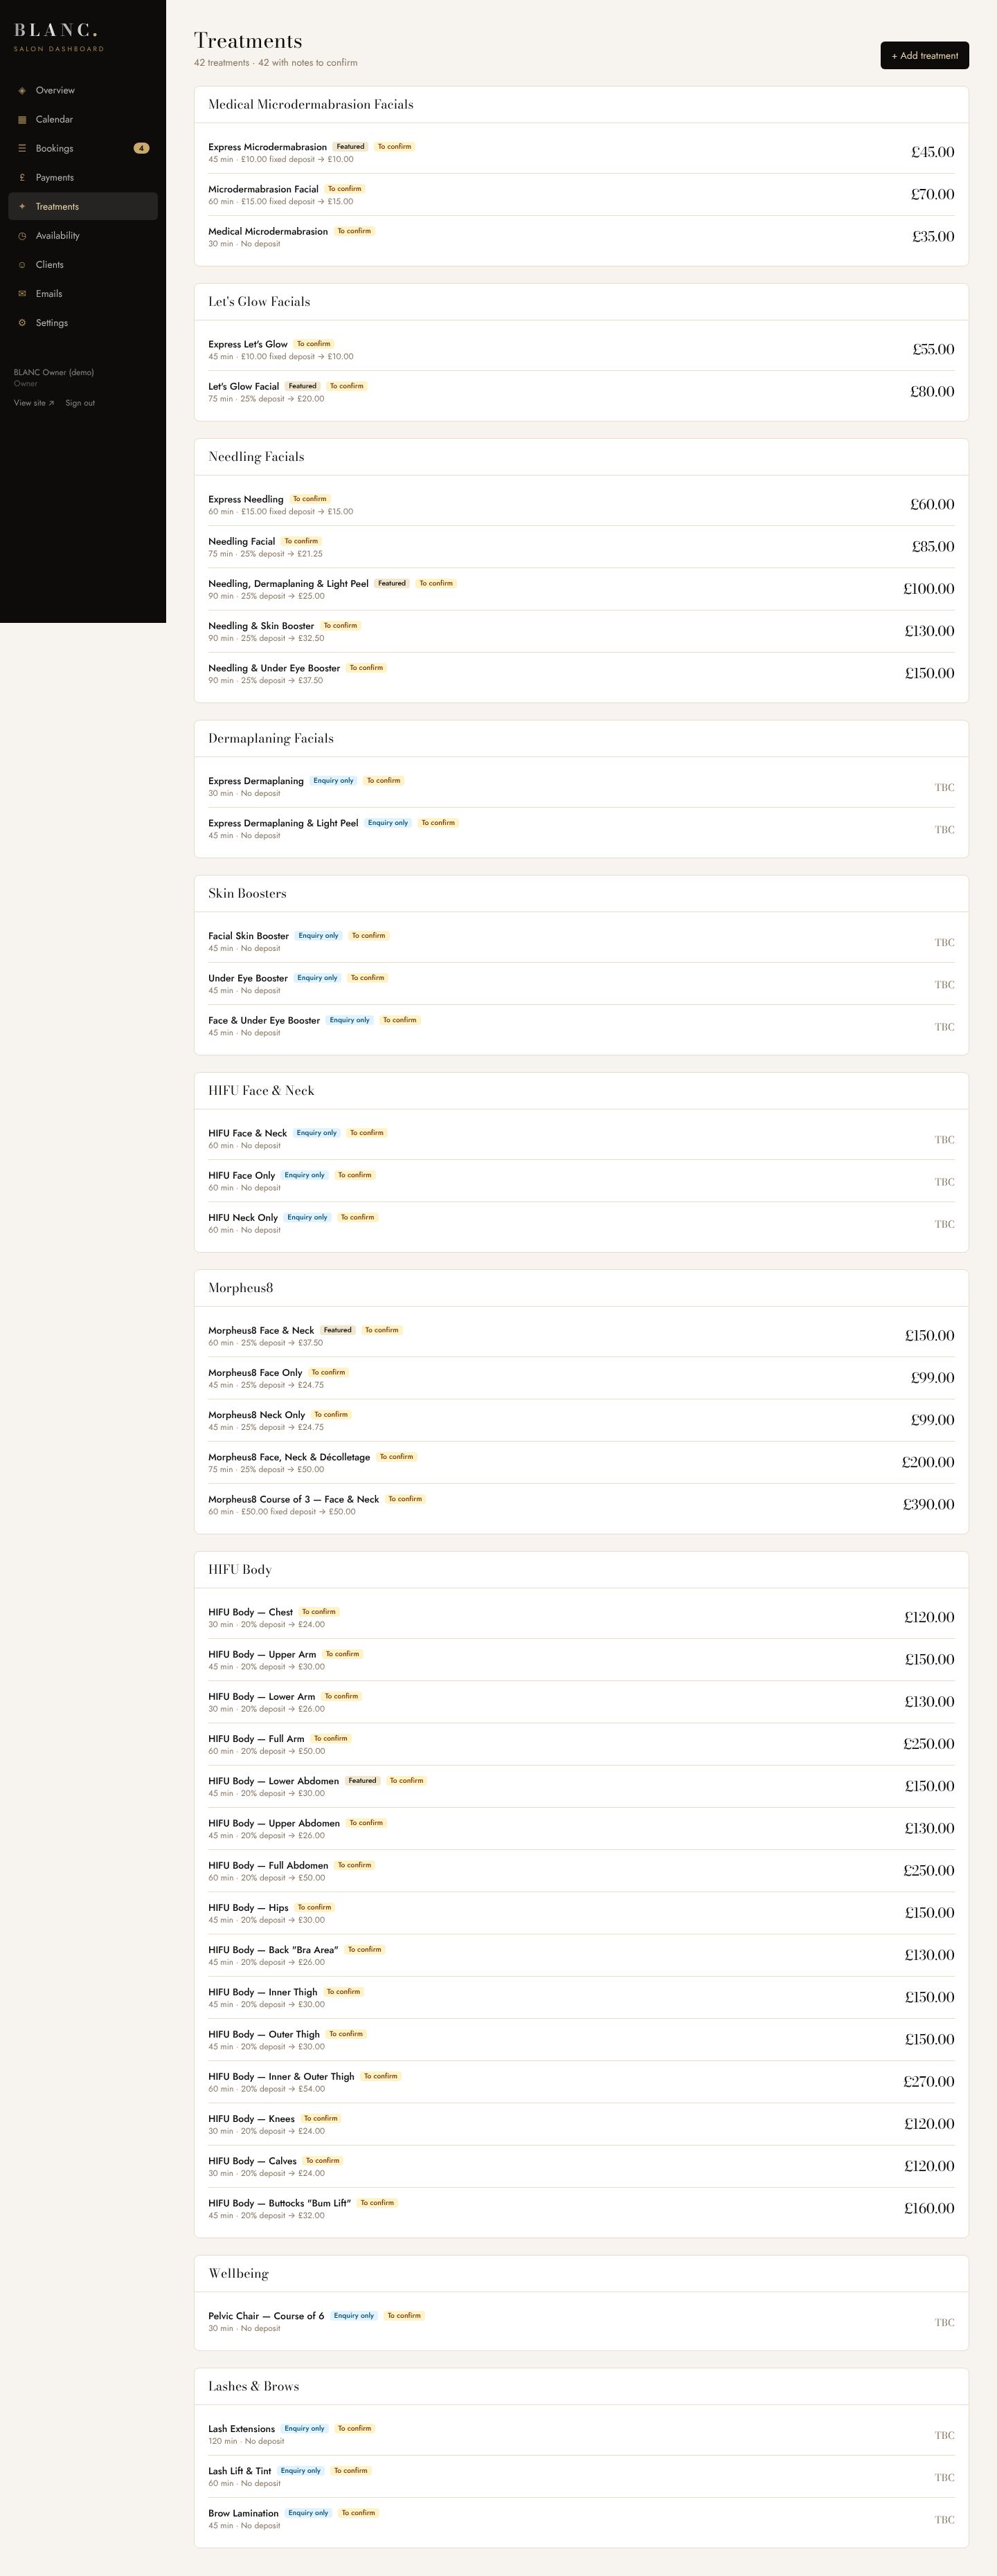 BLANC.
SALON DASHBOARD
Overview
Calendar
Bookings 4
£ Payments
Treatments
Availability
Clients
Emails
Settings
BLANC Owner (demo)
Owner
View site ↗ Sign out
Treatments
42 treatments · 42 with notes to confirm
+ Add treatment
Medical Microdermabrasion Facials
Express Microdermabrasion Featured To confirm
45 min · £10.00 fixed deposit → £10.00
£45.00
Microdermabrasion Facial To confirm
60 min · £15.00 fixed deposit → £15.00
£70.00
Medical Microdermabrasion To confirm
30 min · No deposit
£35.00
Let's Glow Facials
Express Let's Glow To confirm
45 min · £10.00 fixed deposit → £10.00
£55.00
Let's Glow Facial Featured To confirm
75 min · 25% deposit → £20.00
£80.00
Needling Facials
Express Needling To confirm
60 min · £15.00 fixed deposit → £15.00
£60.00
Needling Facial To confirm
75 min · 25% deposit → £21.25
£85.00
Needling, Dermaplaning & Light Peel Featured To confirm
90 min · 25% deposit → £25.00
£100.00
Needling & Skin Booster To confirm
90 min · 25% deposit → £32.50
£130.00
Needling & Under Eye Booster To confirm
90 min · 25% deposit → £37.50
£150.00
Dermaplaning Facials
Express Dermaplaning Enquiry only To confirm
30 min · No deposit
TBC
Express Dermaplaning & Light Peel Enquiry only To confirm
45 min · No deposit
TBC
Skin Boosters
Facial Skin Booster Enquiry only To confirm
45 min · No deposit
TBC
Under Eye Booster Enquiry only To confirm
45 min · No deposit
TBC
Face & Under Eye Booster Enquiry only To confirm
45 min · No deposit
TBC
HIFU Face & Neck
HIFU Face & Neck Enquiry only To confirm
60 min · No deposit
TBC
HIFU Face Only Enquiry only To confirm
60 min · No deposit
TBC
HIFU Neck Only Enquiry only To confirm
60 min · No deposit
TBC
Morpheus8
Morpheus8 Face & Neck Featured To confirm
60 min · 25% deposit → £37.50
£150.00
Morpheus8 Face Only To confirm
45 min · 25% deposit → £24.75
£99.00
Morpheus8 Neck Only To confirm
45 min · 25% deposit → £24.75
£99.00
Morpheus8 Face, Neck & Décolletage To confirm
75 min · 25% deposit → £50.00
£200.00
Morpheus8 Course of 3 — Face & Neck To confirm
60 min · £50.00 fixed deposit → £50.00
£390.00
HIFU Body
HIFU Body — Chest To confirm
30 min · 20% deposit → £24.00
£120.00
HIFU Body — Upper Arm To confirm
45 min · 20% deposit → £30.00
£150.00
HIFU Body — Lower Arm To confirm
30 min · 20% deposit → £26.00
£130.00
HIFU Body — Full Arm To confirm
60 min · 20% deposit → £50.00
£250.00
HIFU Body — Lower Abdomen Featured To confirm
45 min · 20% deposit → £30.00
£150.00
HIFU Body — Upper Abdomen To confirm
45 min · 20% deposit → £26.00
£130.00
HIFU Body — Full Abdomen To confirm
60 min · 20% deposit → £50.00
£250.00
HIFU Body — Hips To confirm
45 min · 20% deposit → £30.00
£150.00
HIFU Body — Back "Bra Area" To confirm
45 min · 20% deposit → £26.00
£130.00
HIFU Body — Inner Thigh To confirm
45 min · 20% deposit → £30.00
£150.00
HIFU Body — Outer Thigh To confirm
45 min · 20% deposit → £30.00
£150.00
HIFU Body — Inner & Outer Thigh To confirm
60 min · 20% deposit → £54.00
£270.00
HIFU Body — Knees To confirm
30 min · 20% deposit → £24.00
£120.00
HIFU Body — Calves To confirm
30 min · 20% deposit → £24.00
£120.00
HIFU Body — Buttocks "Bum Lift" To confirm
45 min · 20% deposit → £32.00
£160.00
Wellbeing
Pelvic Chair — Course of 6 Enquiry only To confirm
30 min · No deposit
TBC
Lashes & Brows
Lash Extensions Enquiry only To confirm
120 min · No deposit
TBC
Lash Lift & Tint Enquiry only To confirm
60 min · No deposit
TBC
Brow Lamination Enquiry only To confirm
45 min · No deposit
TBC